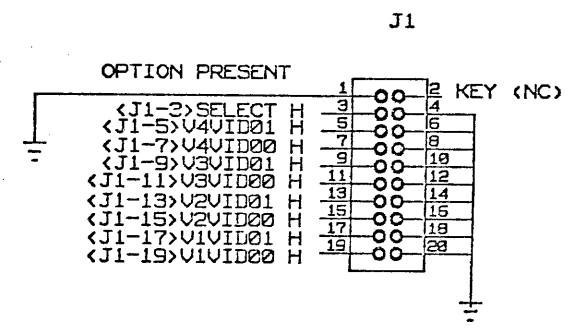 J1
OPTION PRESENT
1 2 KEY (NC)
<J1-3>SELECT H 3 4
<J1-5>V4VID01 H 5 6
<J1-7>V4VID00 H 7 8
<J1-9>V3VID01 H 9 10
<J1-11>V3VID00 H 11 12
<J1-13>V2VID01 H 13 14
<J1-15>V2VID00 H 15 16
<J1-17>V1VID01 H 17 18
<J1-19>V1VID00 H 19 20